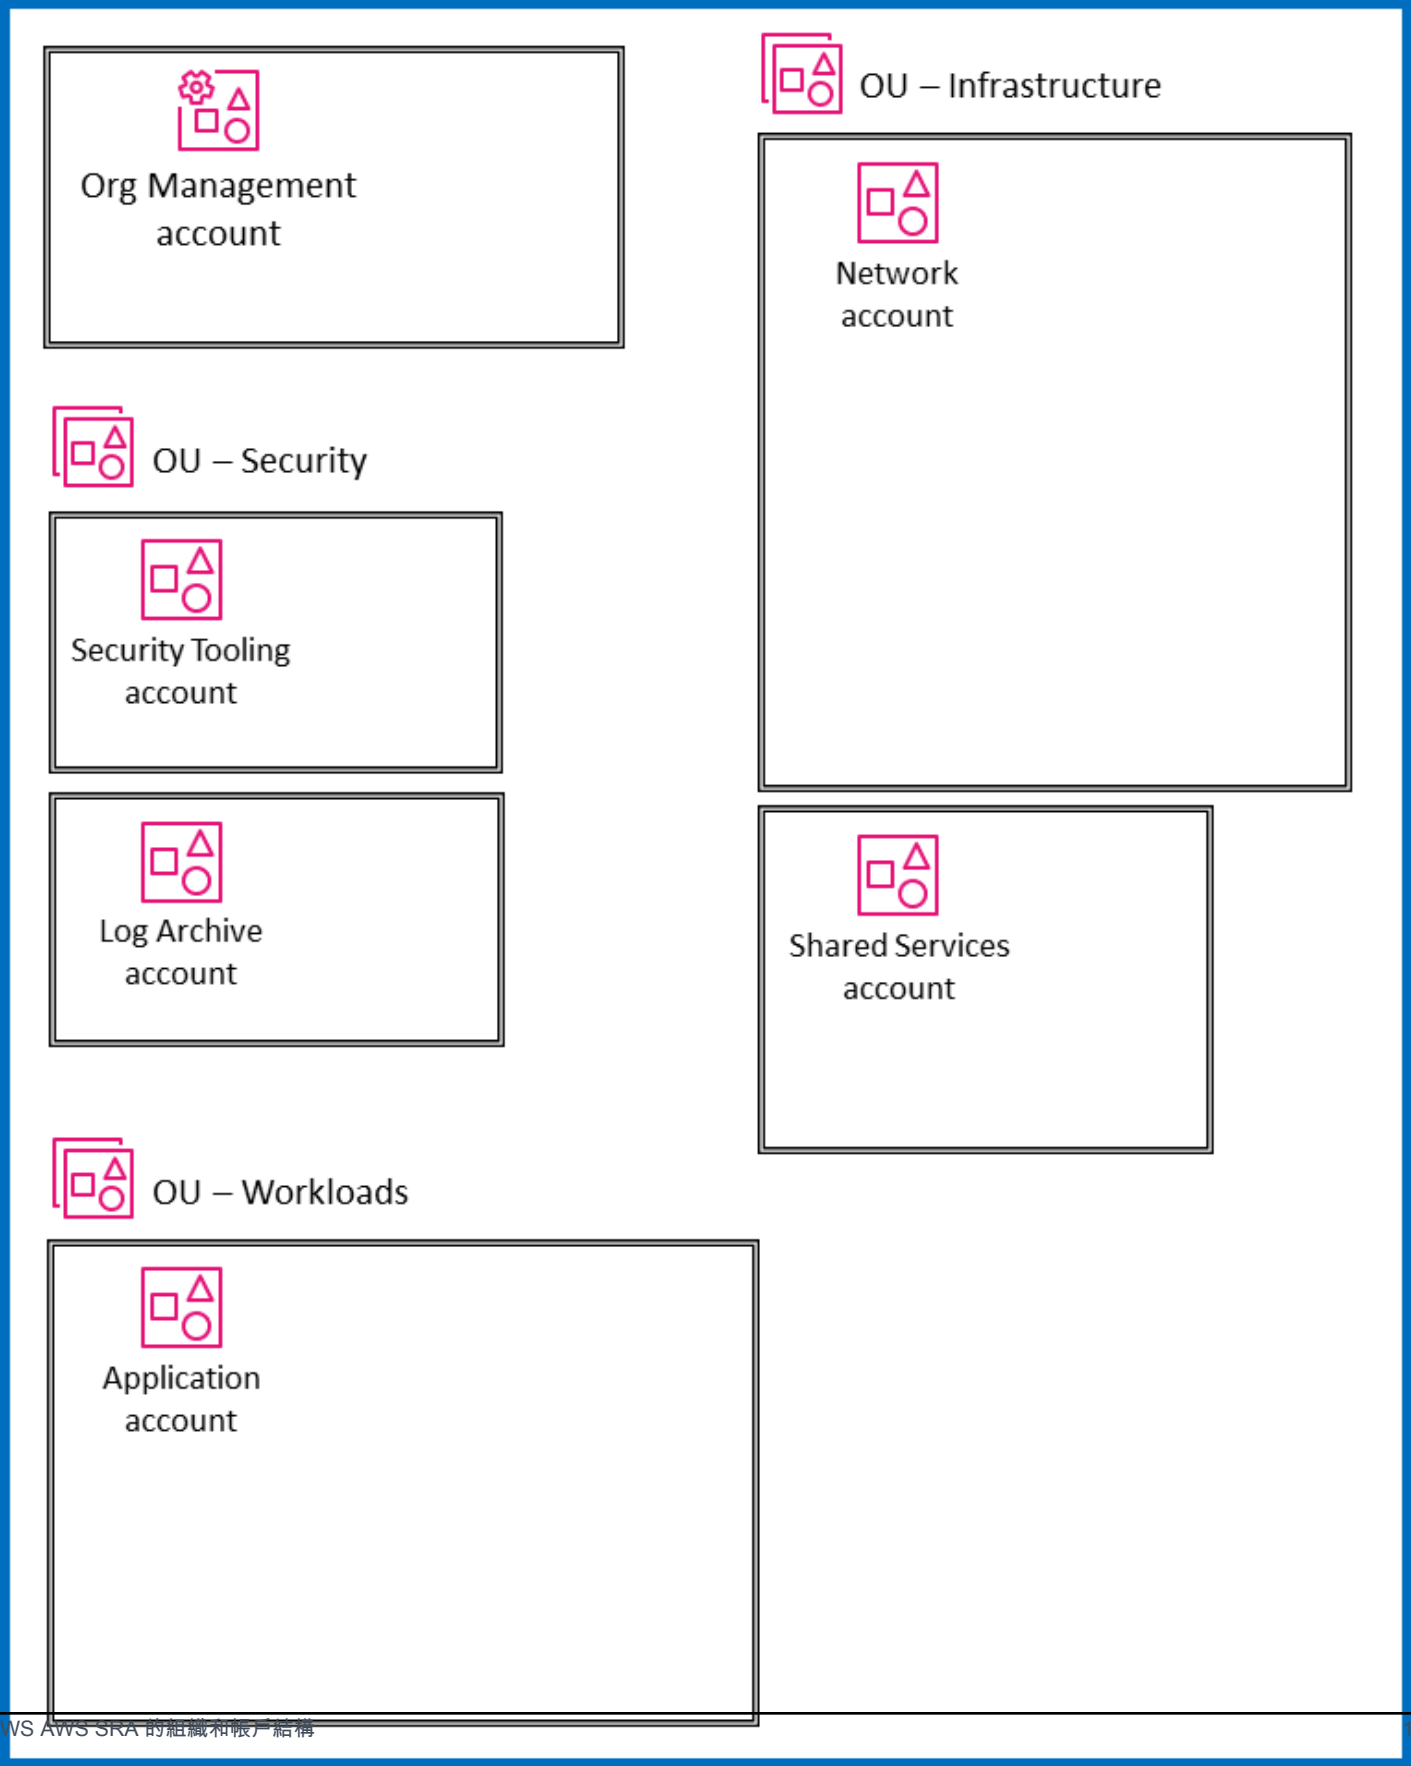 Org Management
account
OU – Security
Security Tooling
account
Log Archive
account
OU – Workloads
Application
account
OU – Infrastructure
Network
account
Shared Services
account
WS AWS SRA 的組織和帳戶結構